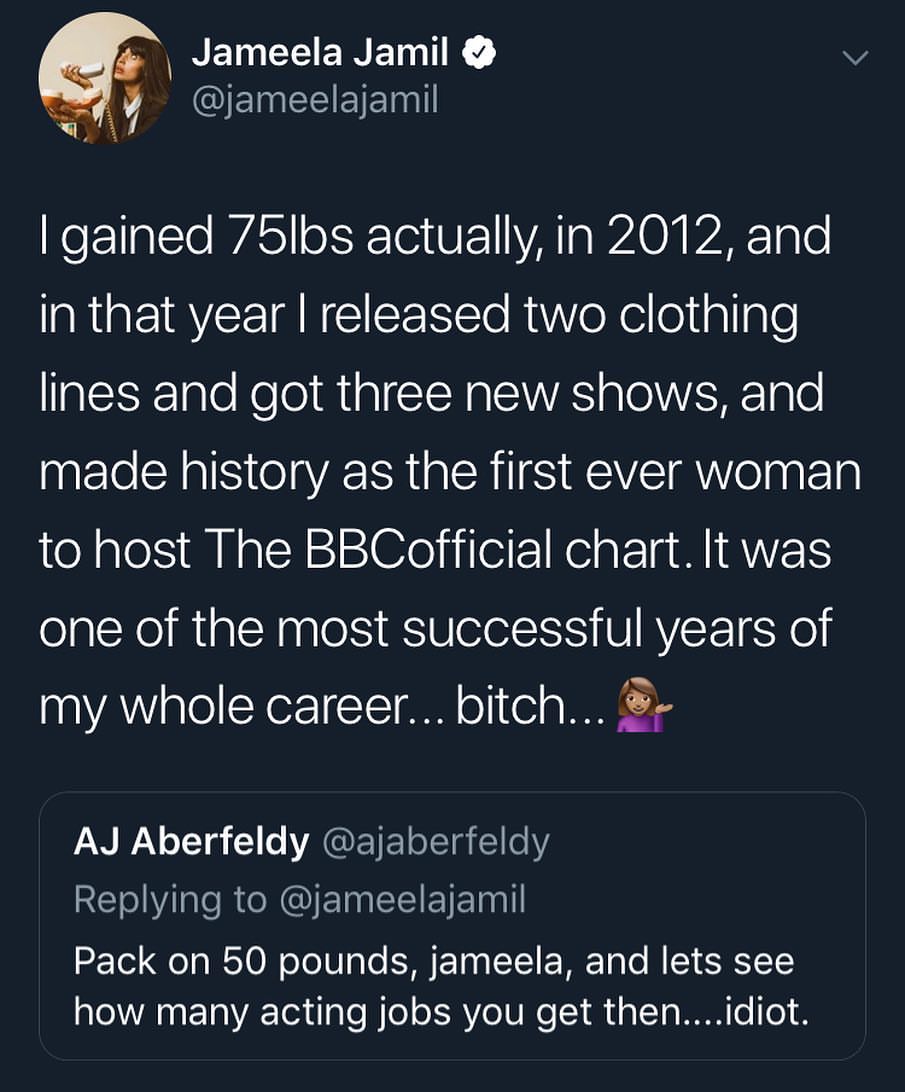 Jameela Jamil
@jameelajamil
I gained 75lbs actually, in 2012, and
in that year I released two clothing
lines and got three new shows, and
made history as the first ever woman
to host The BBCofficial chart. It was
one of the most successful years of
my whole career... bitch... 💁🏽‍♀️
AJ Aberfeldy @ajaberfeldy
Replying to @jameelajamil
Pack on 50 pounds, jameela, and lets see
how many acting jobs you get then....idiot.